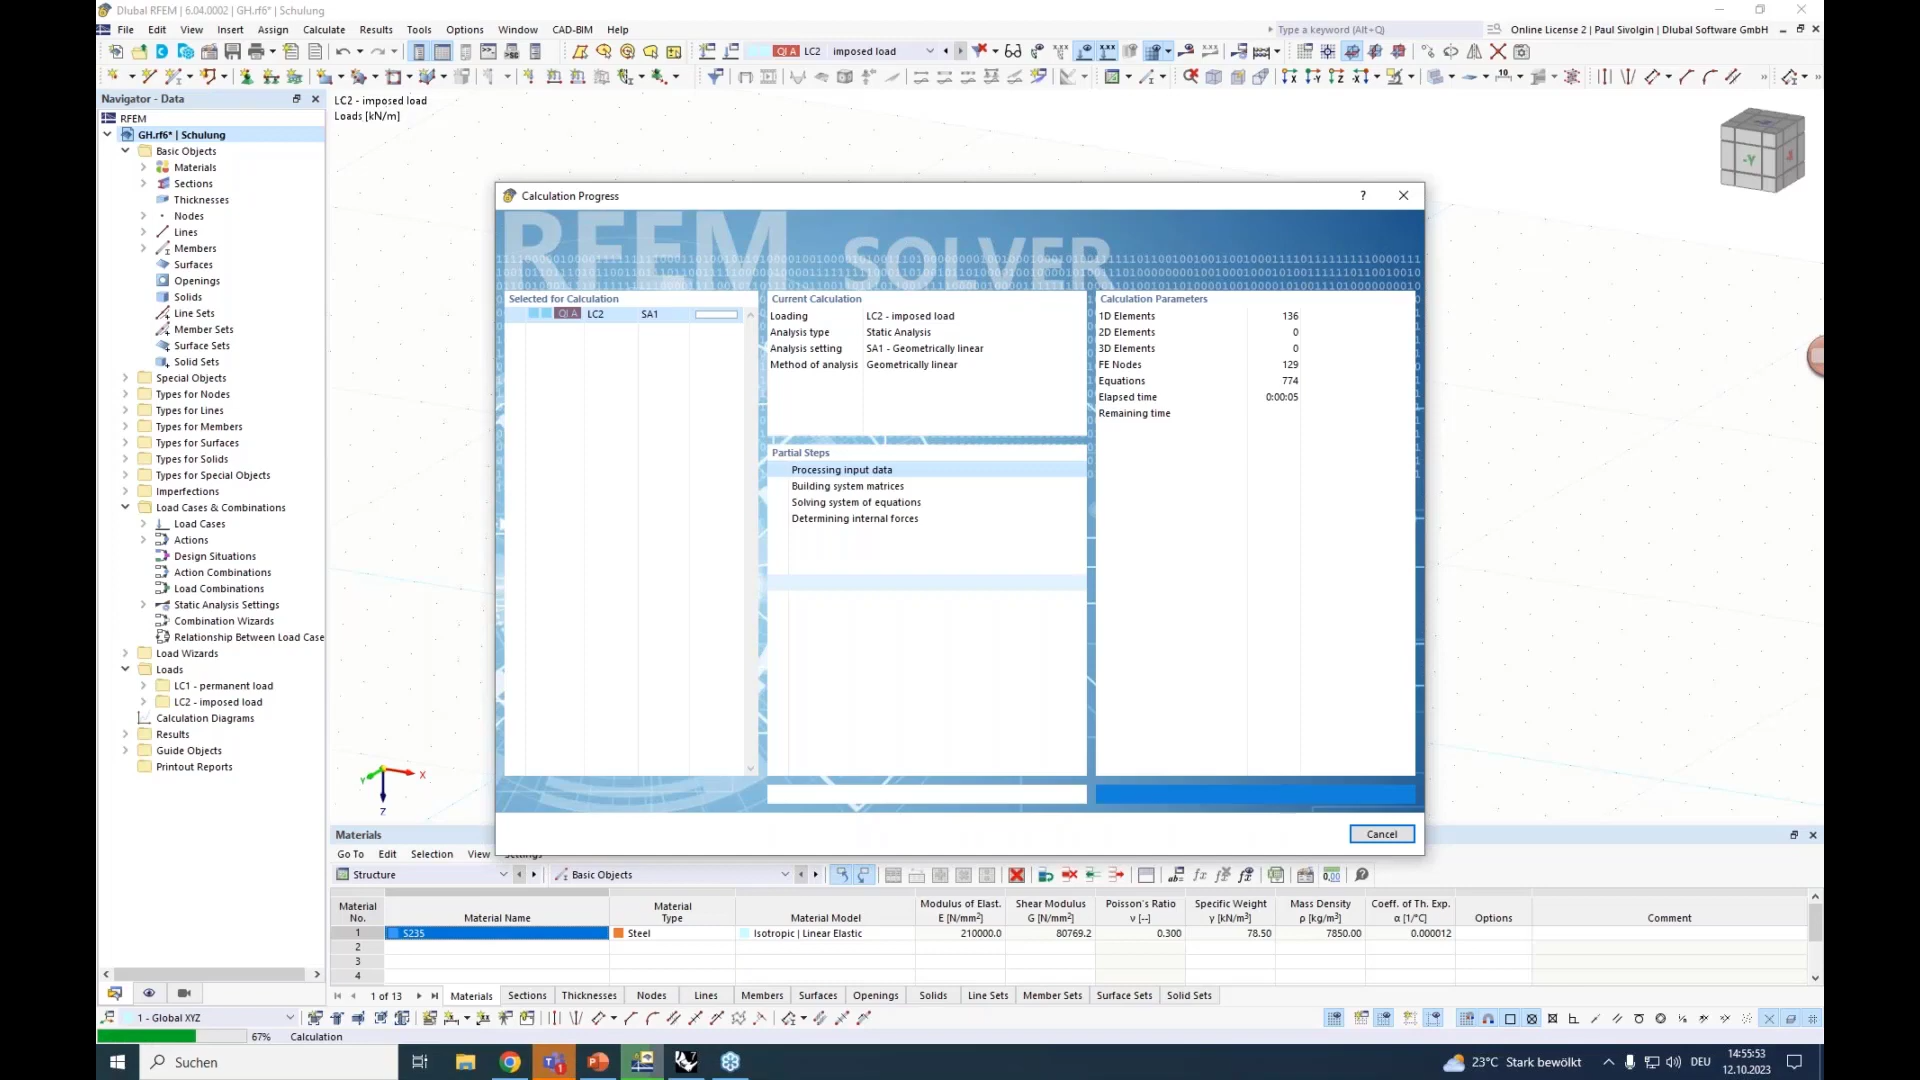 Dlubal RFEM | 6.04.0002 | GH.rf6* | Schulung
File Edit View Insert Assign Calculate Results Tools Options Window CAD-BIM Help
Type a keyword (Alt+Q)
Online License 2 | Paul Sivolgin | Dlubal Software GmbH
QI A LC2 imposed load
Navigator - Data
RFEM
GH.rf6* | Schulung
Basic Objects
Materials
Sections
Thicknesses
Nodes
Lines
Members
Surfaces
Openings
Solids
Line Sets
Member Sets
Surface Sets
Solid Sets
Special Objects
Types for Nodes
Types for Lines
Types for Members
Types for Surfaces
Types for Solids
Types for Special Objects
Imperfections
Load Cases & Combinations
Load Cases
Actions
Design Situations
Action Combinations
Load Combinations
Static Analysis Settings
Combination Wizards
Relationship Between Load Case
Load Wizards
Loads
LC1 - permanent load
LC2 - imposed load
Calculation Diagrams
Results
Guide Objects
Printout Reports
LC2 - imposed load
Loads [kN/m]
-Y
X
Y
Z
Calculation Progress
?
RFEM SOLVER
Selected for Calculation
QI A LC2 SA1
Current Calculation
Loading LC2 - imposed load
Analysis type Static Analysis
Analysis setting SA1 - Geometrically linear
Method of analysis Geometrically linear
Partial Steps
Processing input data
Building system matrices
Solving system of equations
Determining internal forces
Calculation Parameters
1D Elements 136
2D Elements 0
3D Elements 0
FE Nodes 129
Equations 774
Elapsed time 0:00:05
Remaining time
Cancel
Materials
Go To Edit Selection View Settings
Structure
Basic Objects
Material No. Material Name Material Type Material Model Modulus of Elast. E [N/mm²] Shear Modulus G [N/mm²] Poisson's Ratio ν [--] Specific Weight γ [kN/m³] Mass Density ρ [kg/m³] Coeff. of Th. Exp. α [1/°C] Options Comment
1 S235 Steel Isotropic | Linear Elastic 210000.0 80769.2 0.300 78.50 7850.00 0.000012
2
3
4
1 of 13 Materials Sections Thicknesses Nodes Lines Members Surfaces Openings Solids Line Sets Member Sets Surface Sets Solid Sets
1 - Global XYZ
67% Calculation
Suchen
23°C Stark bewölkt
DEU
14:55:53
12.10.2023